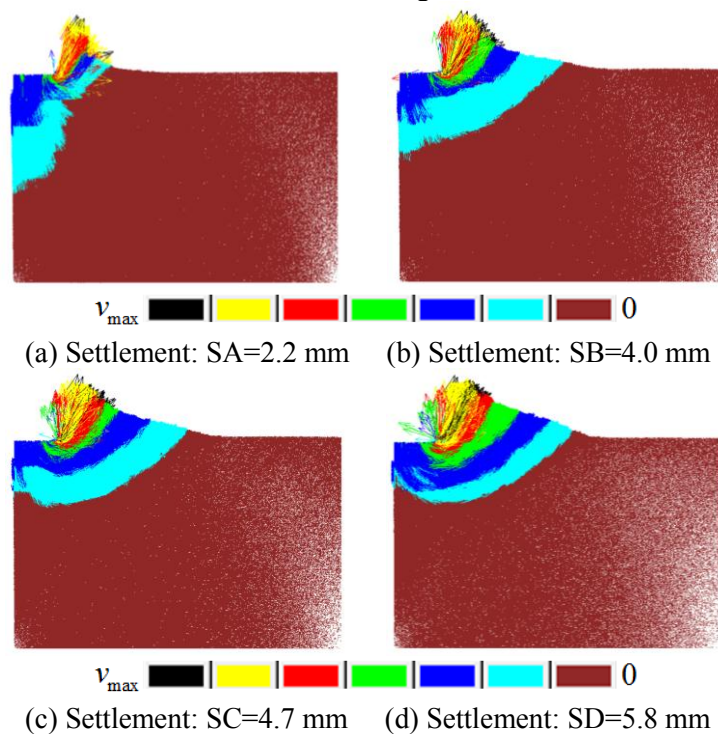 v_max 0
(a) Settlement: SA=2.2 mm (b) Settlement: SB=4.0 mm
v_max 0
(c) Settlement: SC=4.7 mm (d) Settlement: SD=5.8 mm